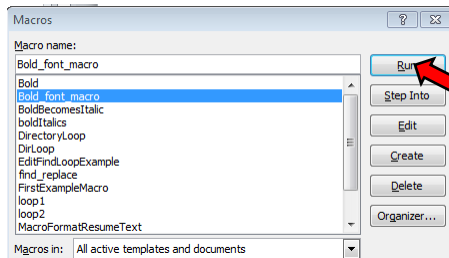 Macros
Macro name:
Bold_font_macro
Run
Bold
Bold_font_macro
BoldBecomesItalic
boldItalics
DirectoryLoop
DirLoop
EditFindLoopExample
find_replace
FirstExampleMacro
loop1
loop2
MacroFormatResumeText
Step Into
Edit
Create
Delete
Organizer...
Macros in: All active templates and documents